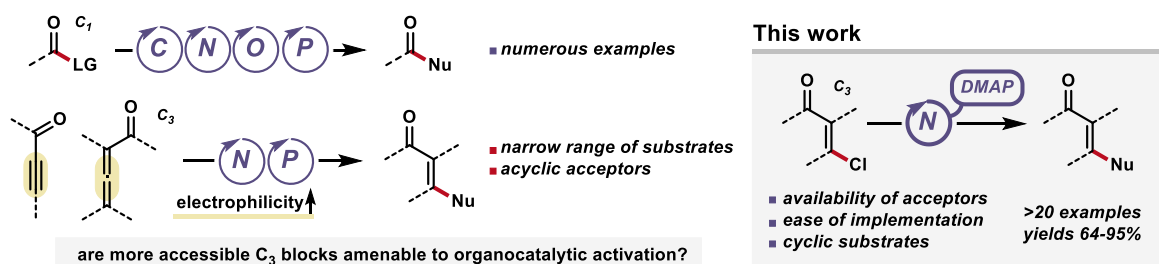 O
C1
LG
C N O P
O
Nu
numerous examples
O
O
C3
N P
electrophilicity
O
Nu
narrow range of substrates
acyclic acceptors
are more accessible C3 blocks amenable to organocatalytic activation?
This work
O
C3
Cl
N
DMAP
O
Nu
availability of acceptors
ease of implementation
cyclic substrates
>20 examples
yields 64-95%